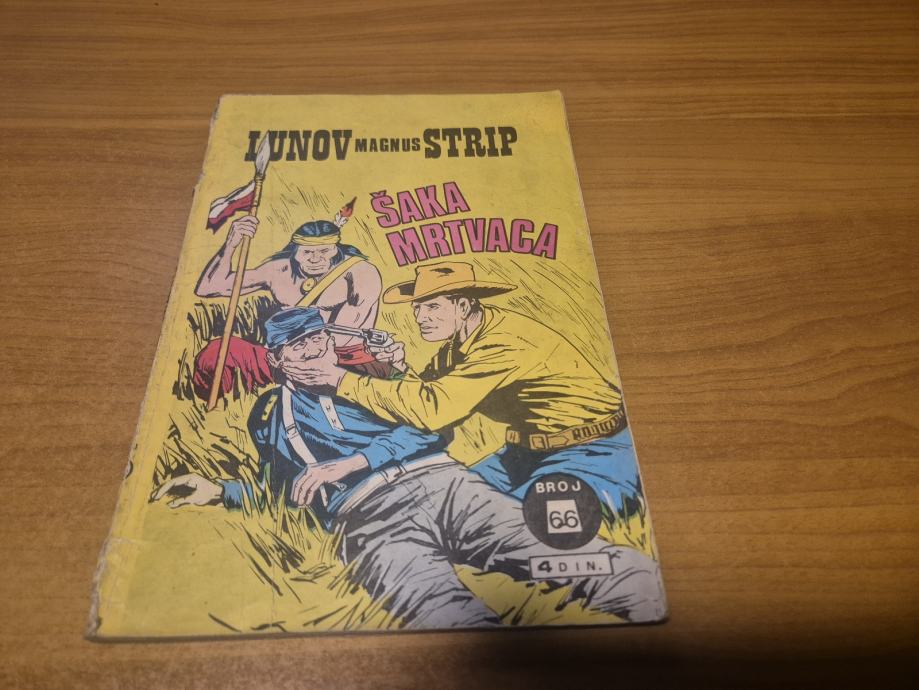 LUNOV MAGNUS STRIP
ŠAKA
MRTVACA
BROJ
66
4 DIN.